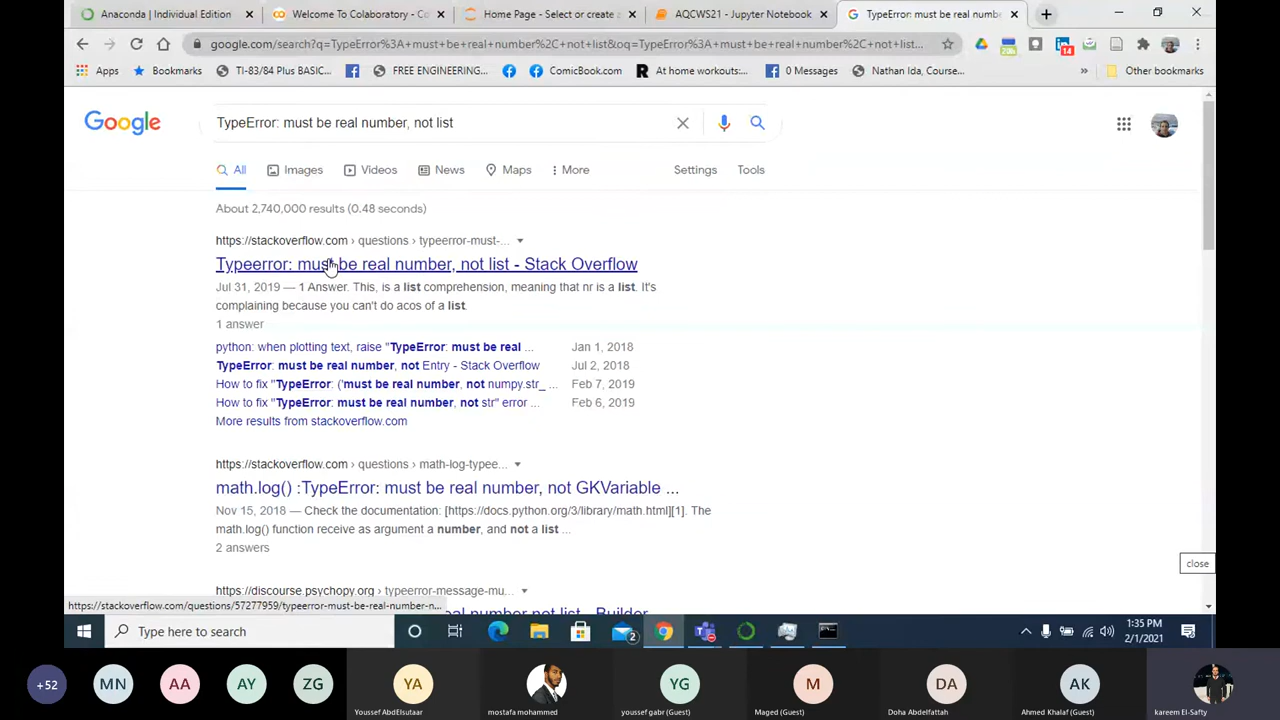 Anaconda | Individual Edition
Welcome To Colaboratory - Co
Home Page - Select or create a
AQCWS21 - Jupyter Notebook
TypeError: must be real numbe
google.com/search?q=TypeError%3A+must+be+real+number%2C+not+list&oq=TypeError%3A+must+be+real+number%2C+not+list...
14
Apps
Bookmarks
TI-83/84 Plus BASIC...
FREE ENGINEERING...
ComicBook.com
At home workouts:...
0 Messages
Nathan Ida, Course...
»
Other bookmarks
Google
TypeError: must be real number, not list
All
Images
Videos
News
Maps
More
Settings
Tools
About 2,740,000 results (0.48 seconds)
https://stackoverflow.com › questions › typeerror-must-...
Typeerror: must be real number, not list - Stack Overflow
Jul 31, 2019 — 1 Answer. This, is a list comprehension, meaning that nr is a list. It's
complaining because you can't do acos of a list.
1 answer
python: when plotting text, raise "TypeError: must be real ... Jan 1, 2018
TypeError: must be real number, not Entry - Stack Overflow Jul 2, 2018
How to fix "TypeError: ('must be real number, not numpy.str_ ... Feb 7, 2019
How to fix "TypeError: must be real number, not str" error ... Feb 6, 2019
More results from stackoverflow.com
https://stackoverflow.com › questions › math-log-typee...
math.log() :TypeError: must be real number, not GKVariable ...
Nov 15, 2018 — Check the documentation: [https://docs.python.org/3/library/math.html][1]. The
math.log() function receive as argument a number, and not a list ...
2 answers
close
https://discourse.psychopy.org › typeerror-message-mu...
eal number not list - Builder
https://stackoverflow.com/questions/57277959/typeerror-must-be-real-number-n...
Type here to search
2
1:35 PM
2/1/2021
+52
MN
AA
AY
ZG
YA
YG
M
DA
AK
Youssef AbdElsutaar
mostafa mohammed
youssef gabr (Guest)
Maged (Guest)
Doha Abdelfattah
Ahmed Khalaf (Guest)
kareem El-Safty